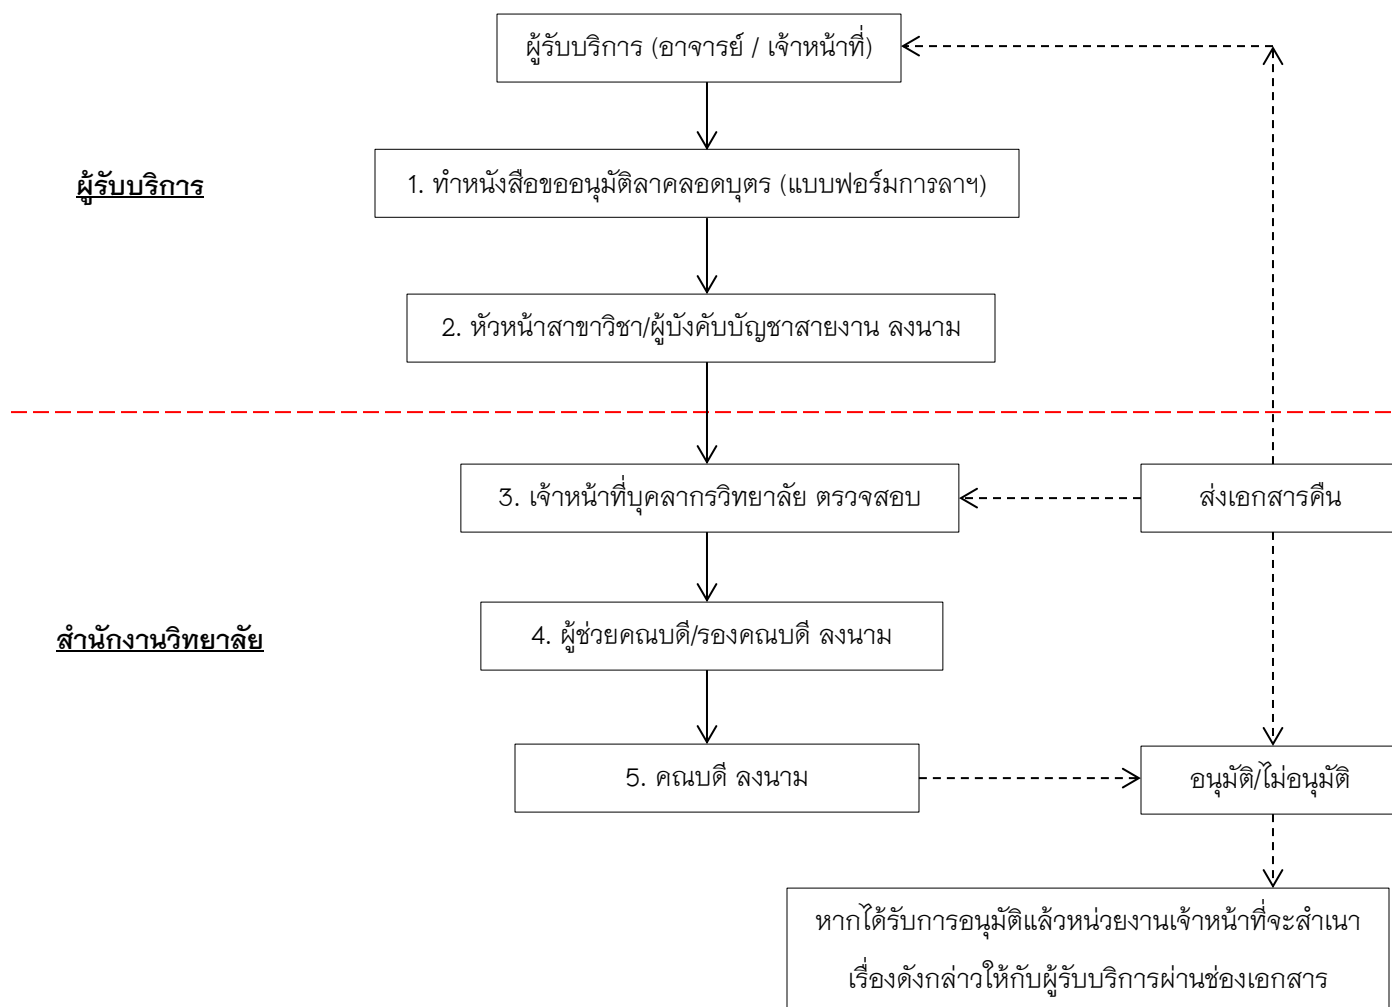 ผู้รับบริการ (อาจารย์ / เจ้าหน้าที่)
ผู้รับบริการ
1. ทำหนังสือขออนุมัติลาคลอดบุตร (แบบฟอร์มการลาฯ)
2. หัวหน้าสาขาวิชา/ผู้บังคับบัญชาสายงาน ลงนาม
3. เจ้าหน้าที่บุคลากรวิทยาลัย ตรวจสอบ
ส่งเอกสารคืน
สำนักงานวิทยาลัย
4. ผู้ช่วยคณบดี/รองคณบดี ลงนาม
5. คณบดี ลงนาม
อนุมัติ/ไม่อนุมัติ
หากได้รับการอนุมัติแล้วหน่วยงานเจ้าหน้าที่จะสำเนา
เรื่องดังกล่าวให้กับผู้รับบริการผ่านช่องเอกสาร